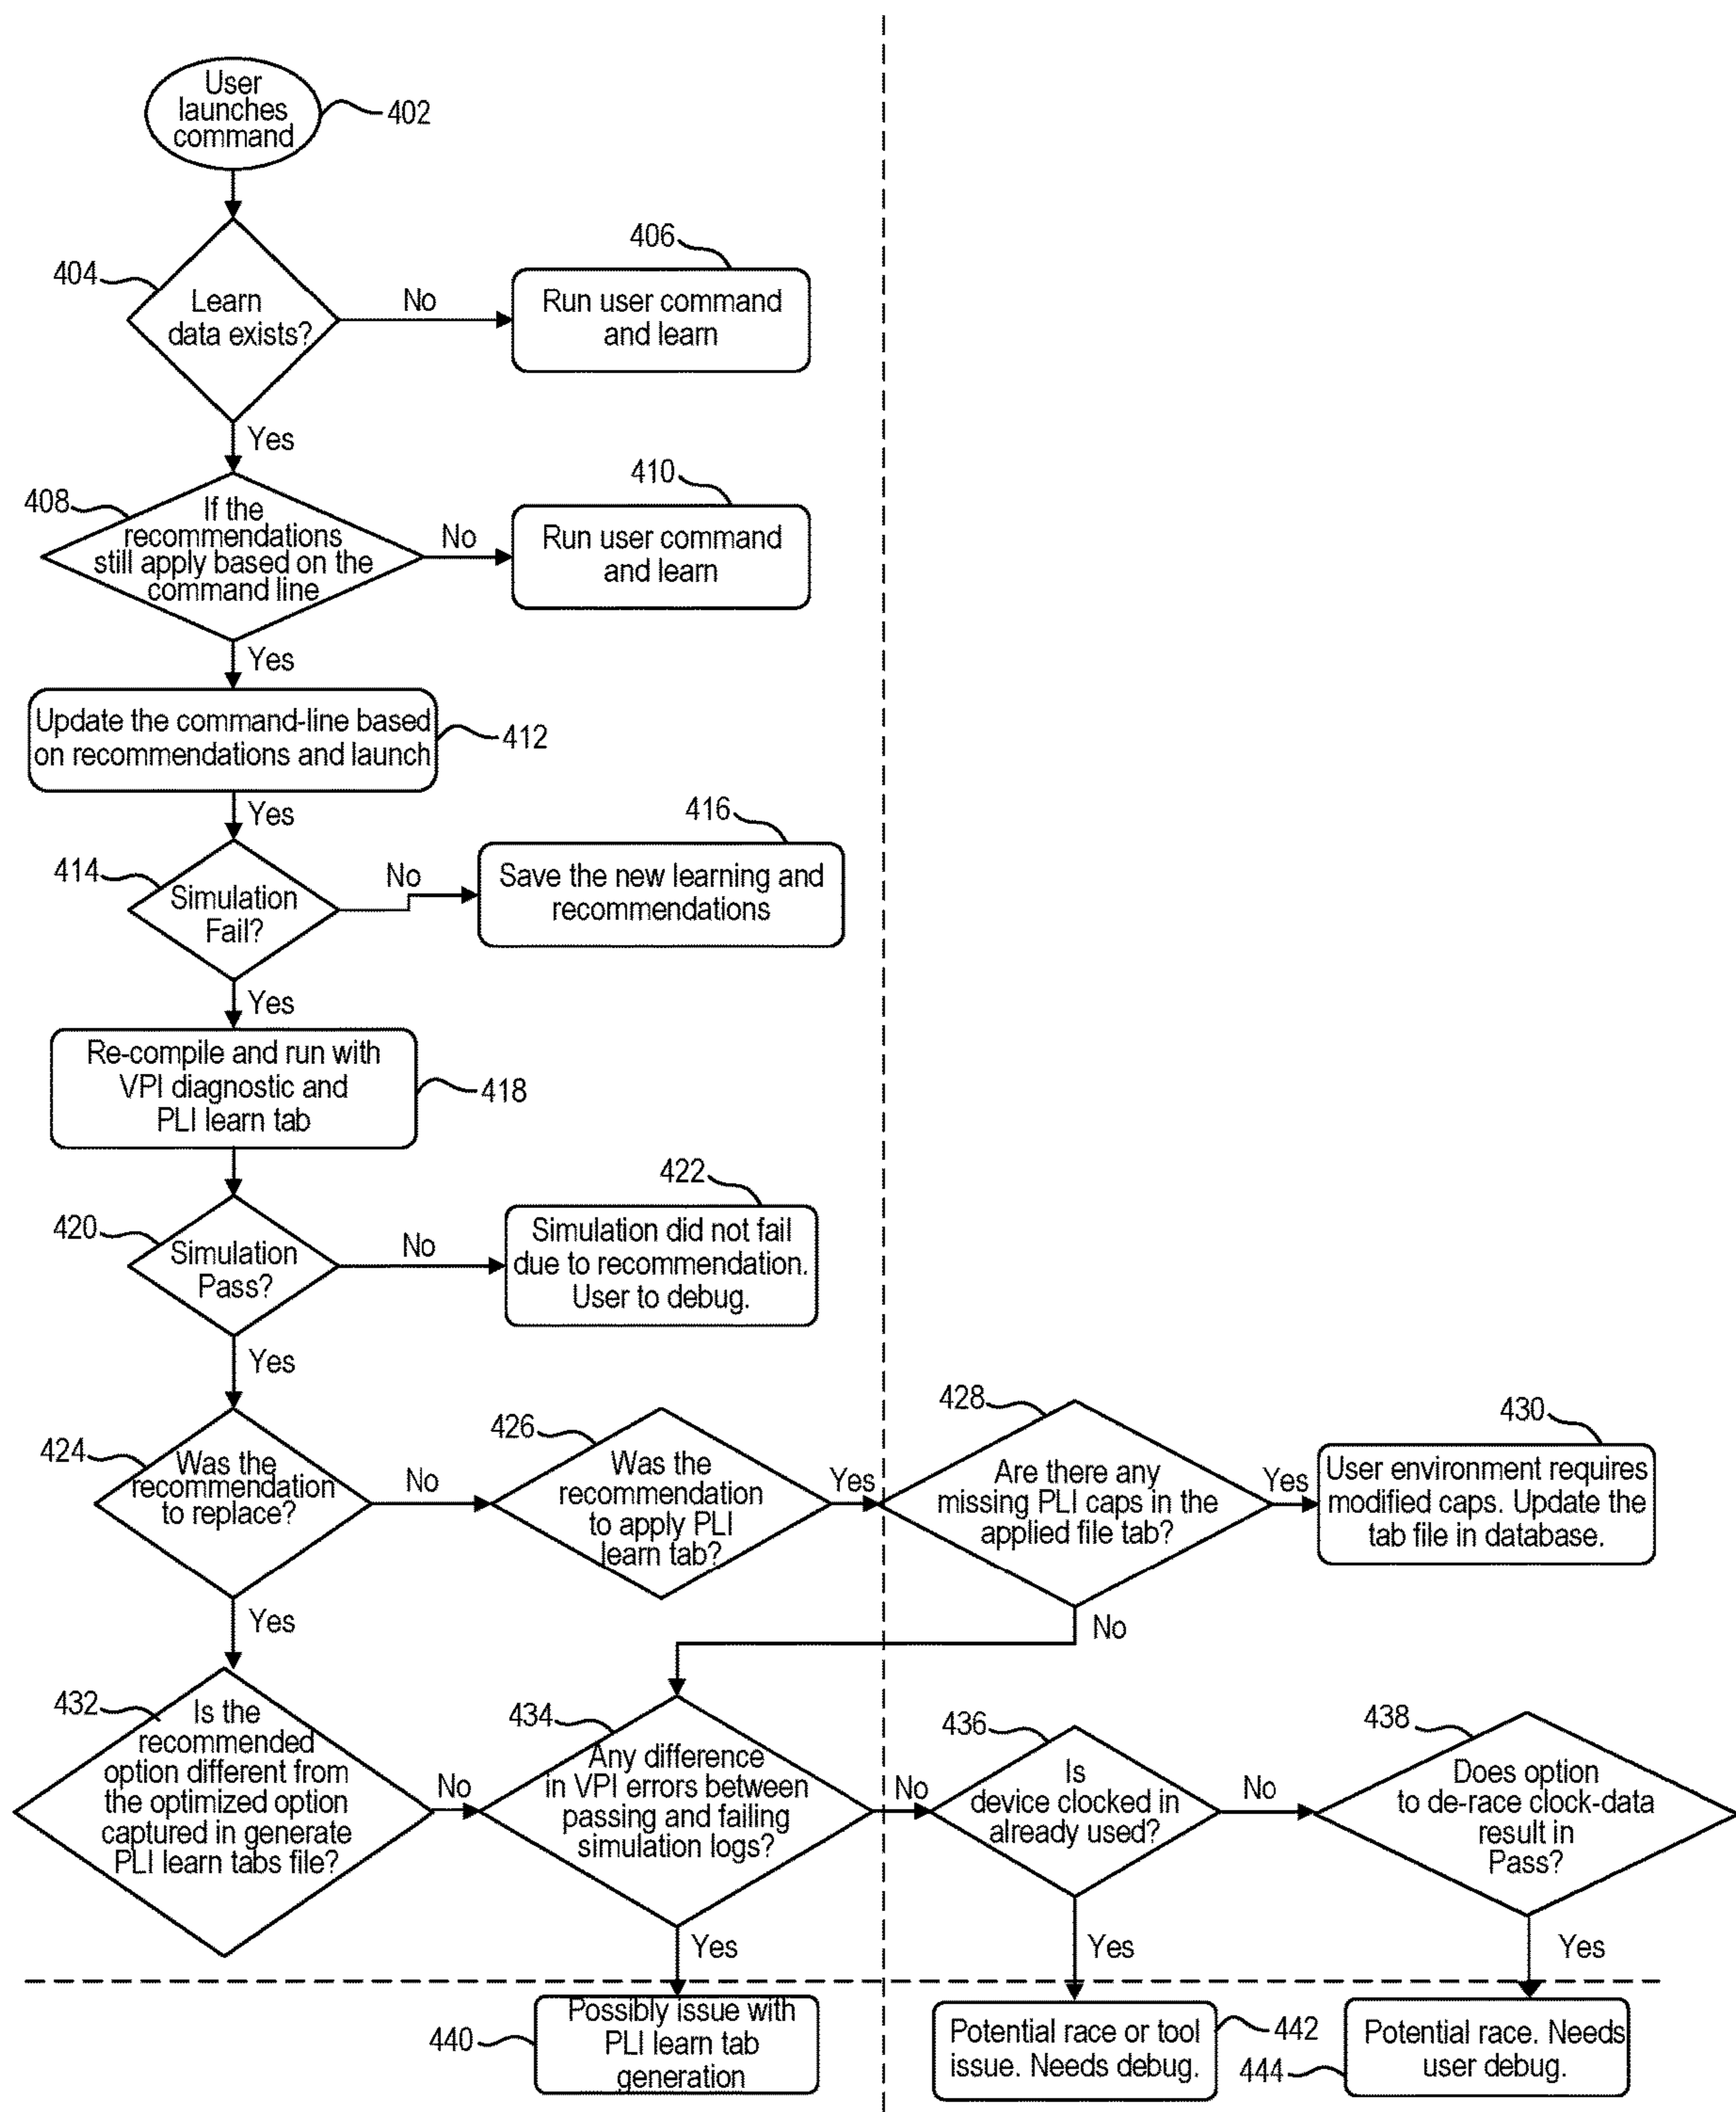 User
launches
command
402
404
Learn
data exists?
No
406
Run user command
and learn
Yes
408
If the
recommendations
still apply based on the
command line
No
410
Run user command
and learn
Yes
Update the command-line based
on recommendations and launch
412
Yes
414
Simulation
Fail?
No
416
Save the new learning and
recommendations
Yes
Re-compile and run with
VPI diagnostic and
PLI learn tab
418
420
Simulation
Pass?
No
422
Simulation did not fail
due to recommendation.
User to debug.
Yes
424
Was the
recommendation
to replace?
No
426
Was the
recommendation
to apply PLI
learn tab?
Yes
428
Are there any
missing PLI caps in the
applied file tab?
Yes
430
User environment requires
modified caps. Update the
tab file in database.
Yes
No
432
Is the
recommended
option different from
the optimized option
captured in generate
PLI learn tabs file?
No
434
Any difference
in VPI errors between
passing and failing
simulation logs?
No
436
Is
device clocked in
already used?
No
438
Does option
to de-race clock-data
result in
Pass?
Yes
Yes
Yes
440
Possibly issue with
PLI learn tab
generation
Potential race or tool
issue. Needs debug.
442
444
Potential race. Needs
user debug.